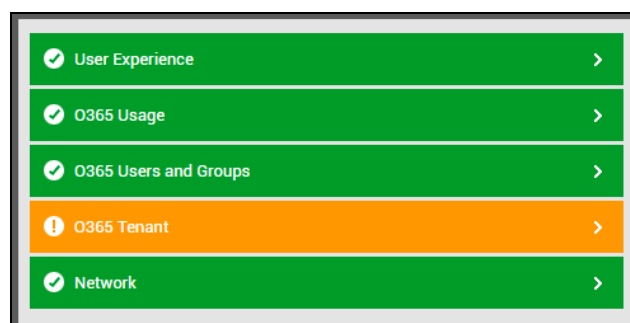 User Experience
O365 Usage
O365 Users and Groups
O365 Tenant
Network